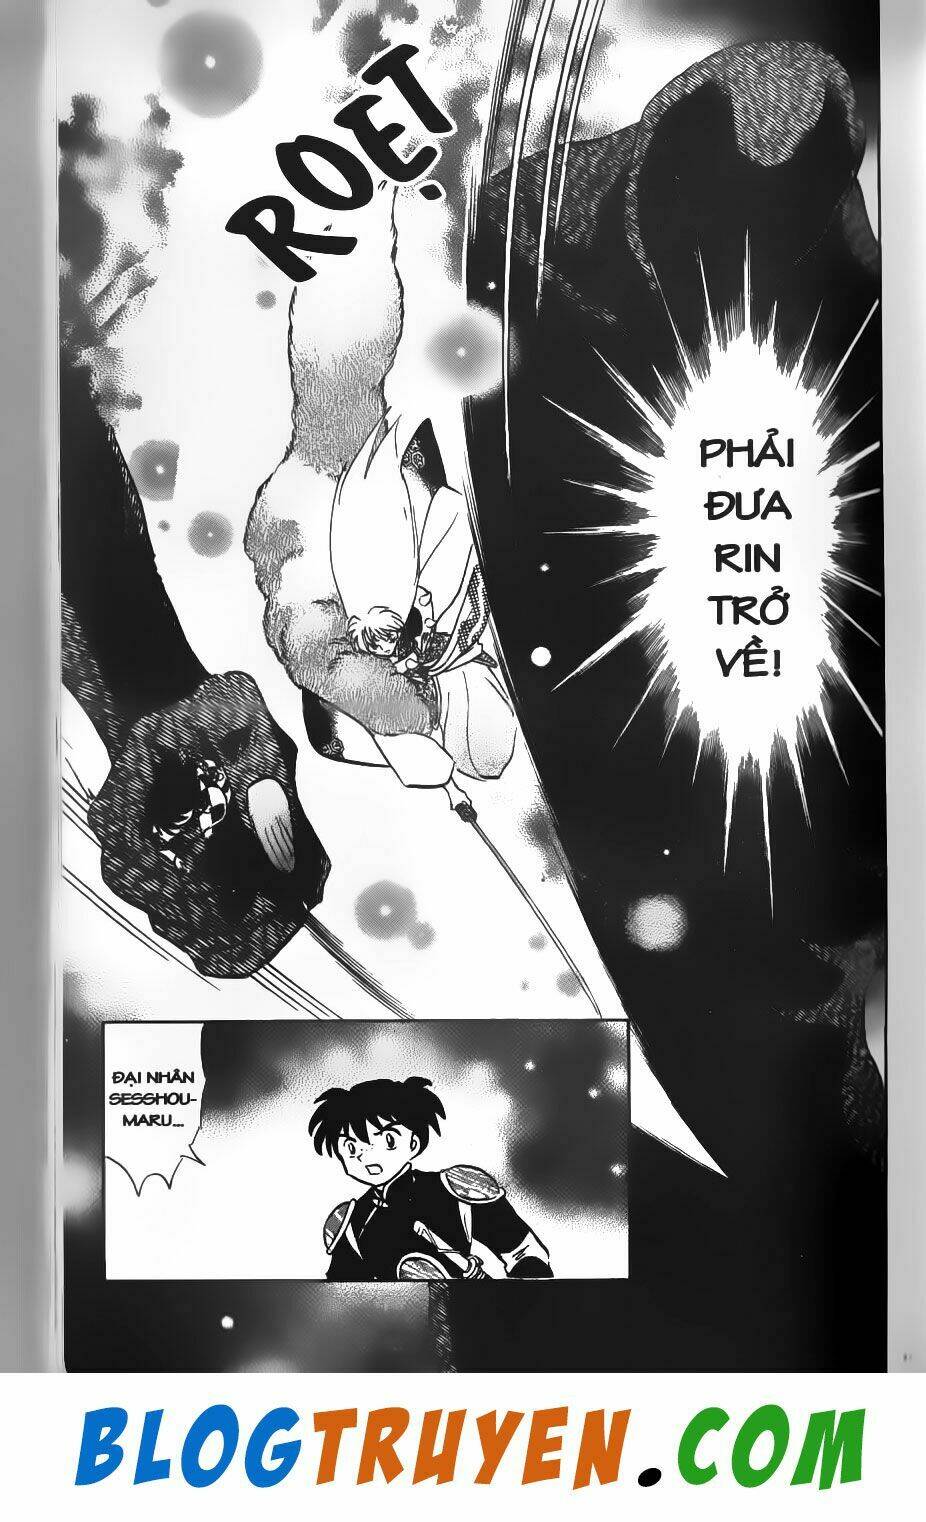 ROẸT
PHẢI
ĐƯA
RIN
TRỞ
VỀ!
ĐẠI NHÂN
SESSHOU-
MARU...
BLOGTRUYEN.COM